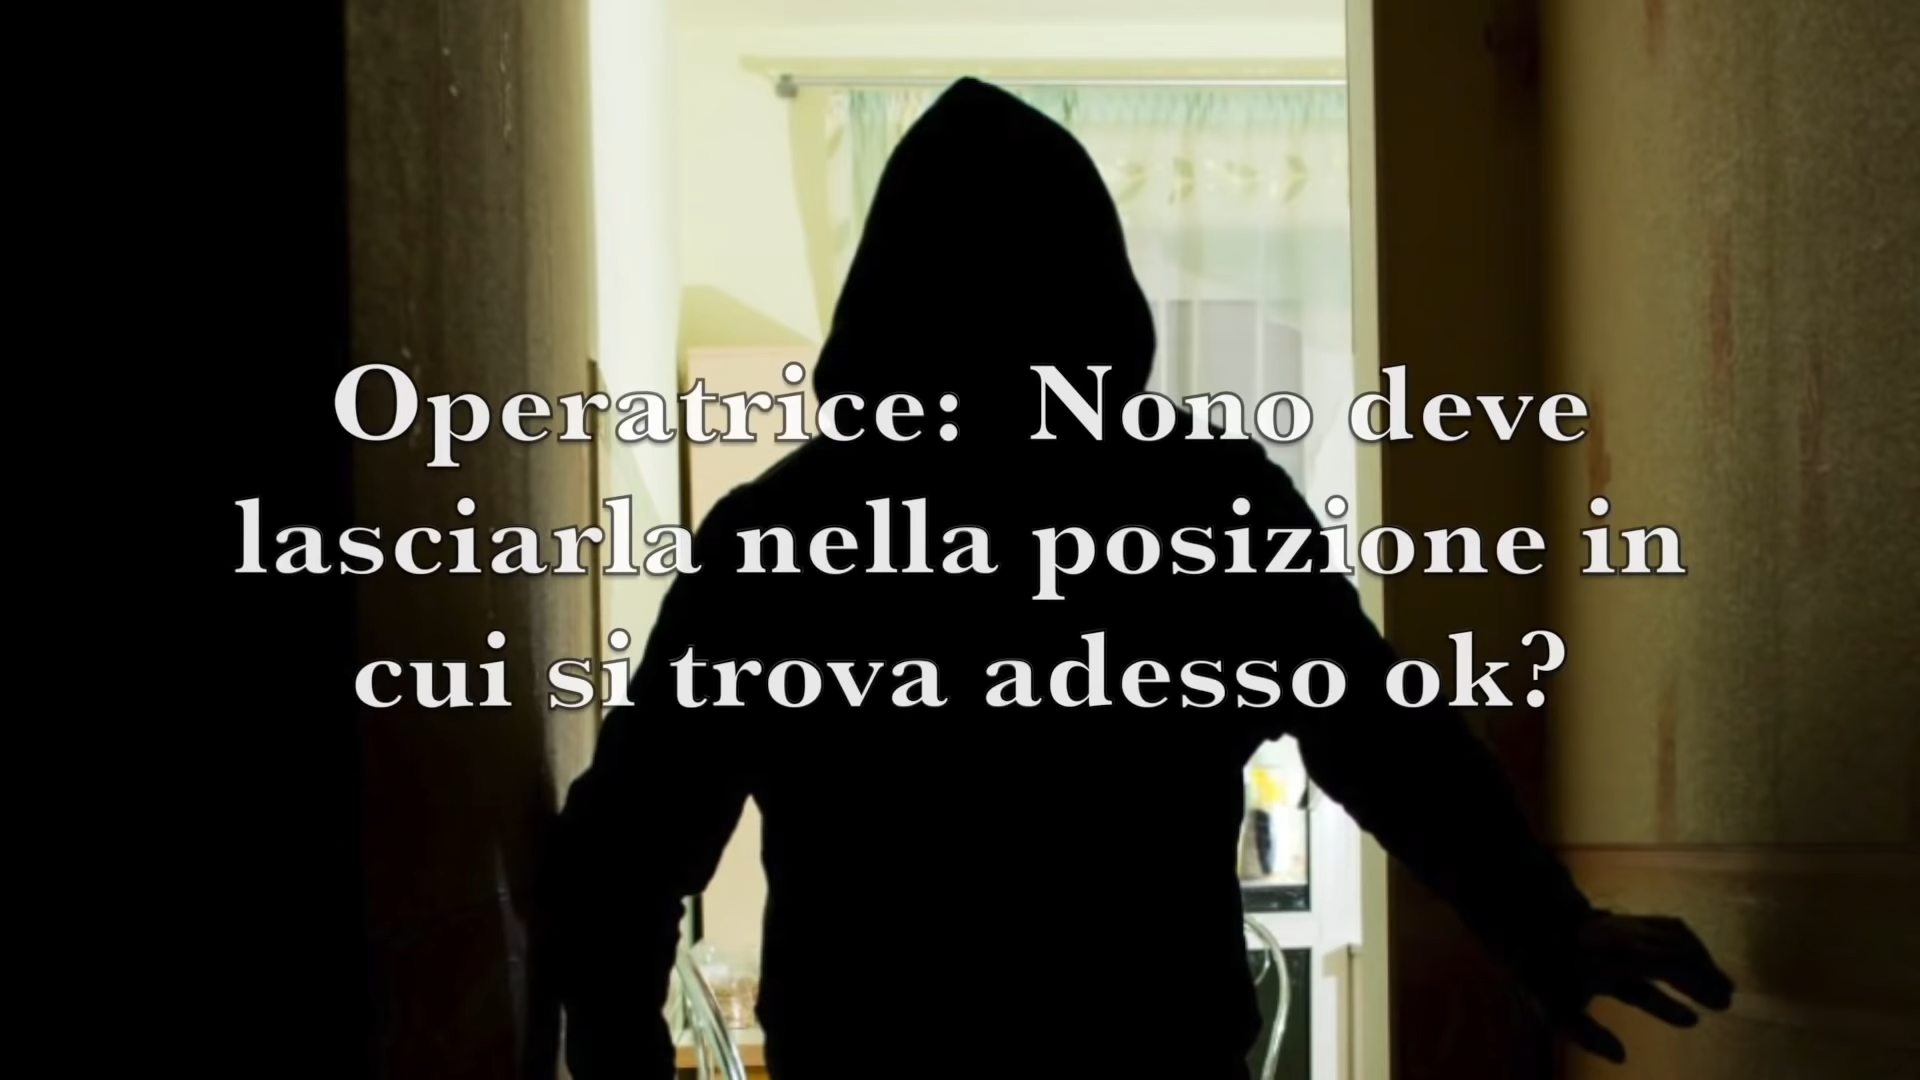 Operatrice:  Nono deve
lasciarla nella posizione in
cui si trova adesso ok?